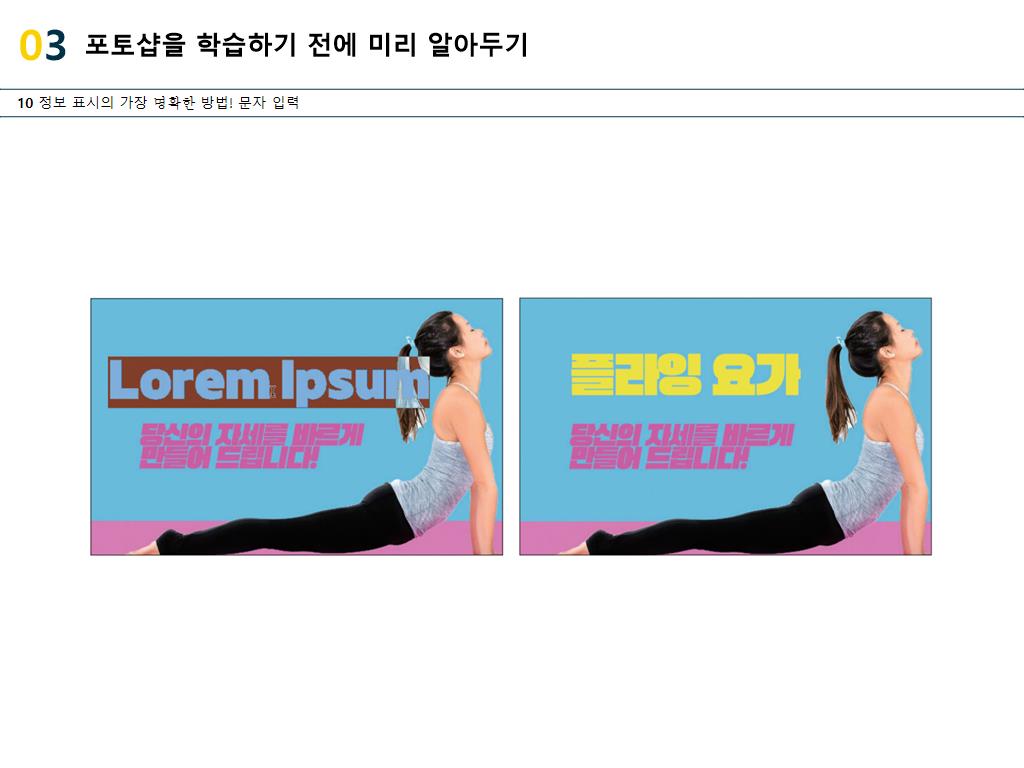 03 포토샵을 학습하기 전에 미리 알아두기
10 정보 표시의 가장 명확한 방법! 문자 입력
Lorem Ipsum
당신의 자세를 바르게
만들어 드립니다!
플라잉 요가
당신의 자세를 바르게
만들어 드립니다!